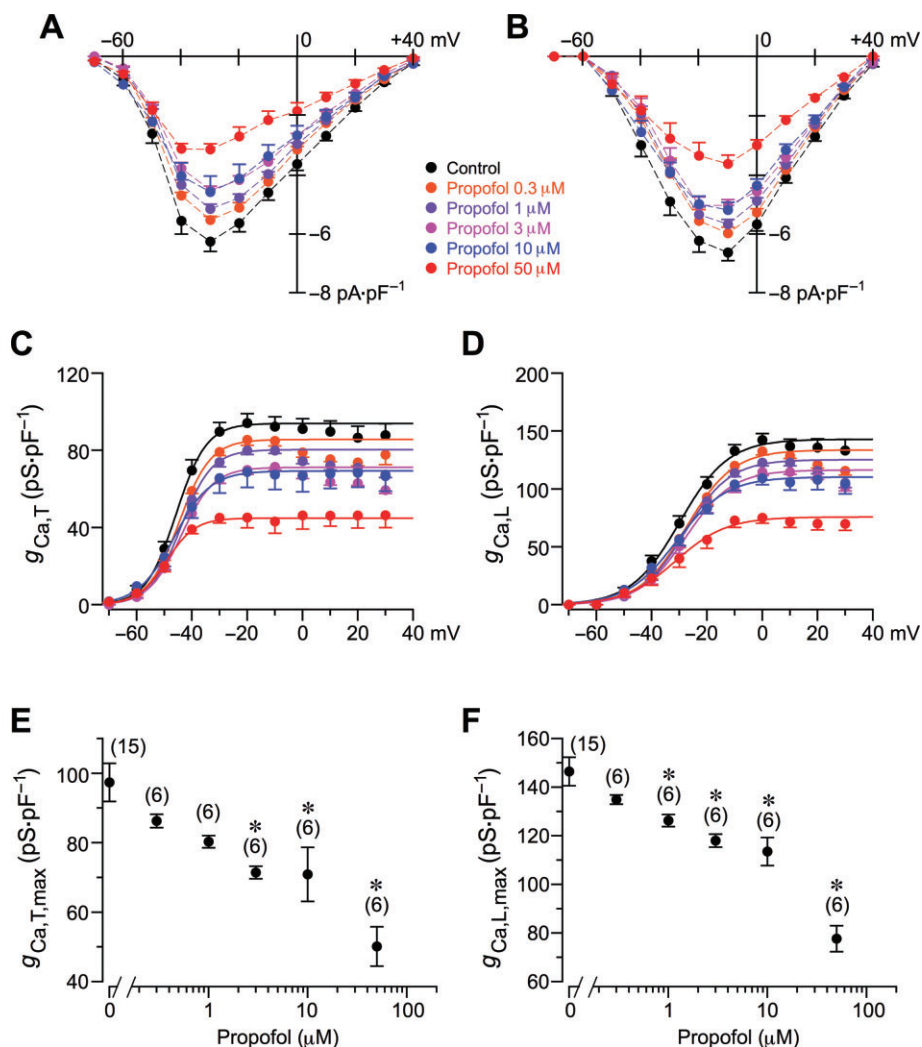 A
−60
0
+40 mV
−6
−8 pA·pF−1
B
−60
0
+40 mV
−6
−8 pA·pF−1
Control
Propofol 0.3 μM
Propofol 1 μM
Propofol 3 μM
Propofol 10 μM
Propofol 50 μM
C
gCa,T (pS·pF−1)
120
80
40
0
−60 −40 −20 0 20 40 mV
D
gCa,L (pS·pF−1)
200
150
100
50
0
−60 −40 −20 0 20 40 mV
E
gCa,T,max (pS·pF−1)
100
80
60
40
(15)
(6)
(6)
*
(6)
*
(6)
*
(6)
0 1 10 100
Propofol (μM)
F
gCa,L,max (pS·pF−1)
160
140
120
100
80
60
(15)
(6)
*
(6)
*
(6)
*
(6)
*
(6)
0 1 10 100
Propofol (μM)